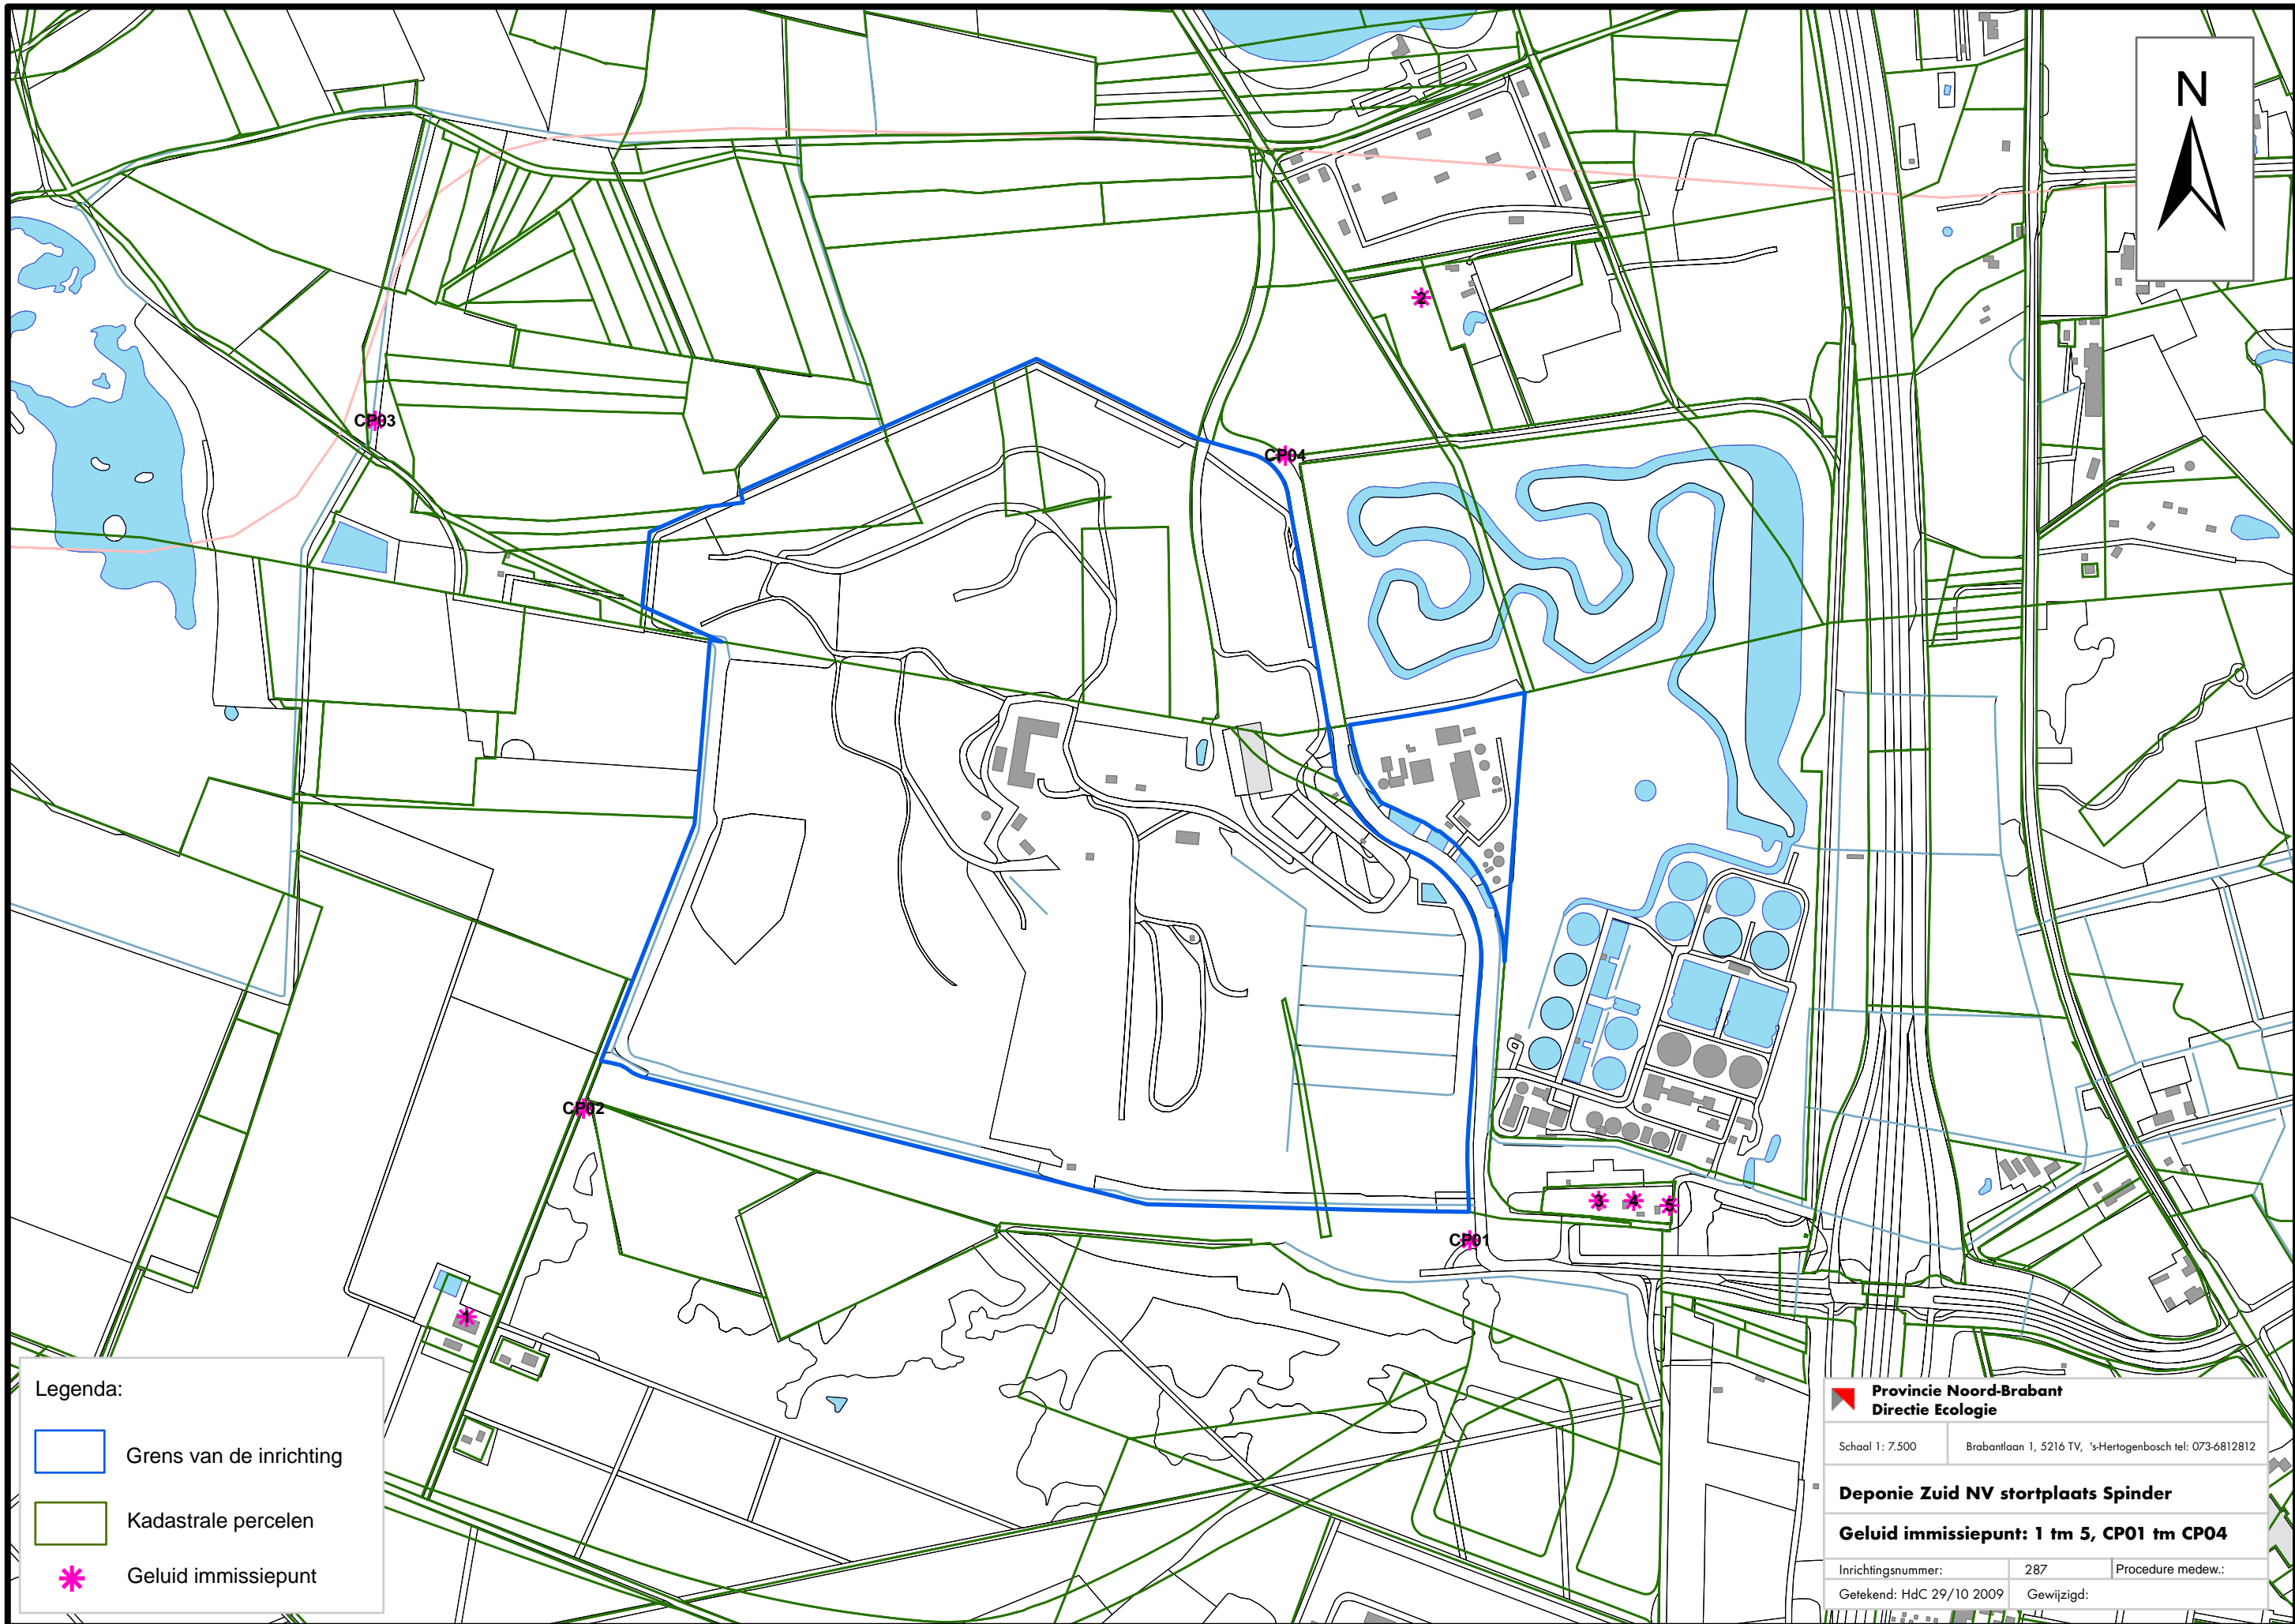 N
2
CP03
CP04
CP02
3
4
5
CP01
1
Legenda:
Grens van de inrichting
Kadastrale percelen
Geluid immissiepunt
Provincie Noord-Brabant
Directie Ecologie
Schaal 1: 7.500
Brabantlaan 1, 5216 TV, 's-Hertogenbosch tel: 073-6812812
Deponie Zuid NV stortplaats Spinder
Geluid immissiepunt: 1 tm 5, CP01 tm CP04
Inrichtingsnummer: 287 Procedure medew.:
Getekend: HdC 29/10 2009 Gewijzigd: